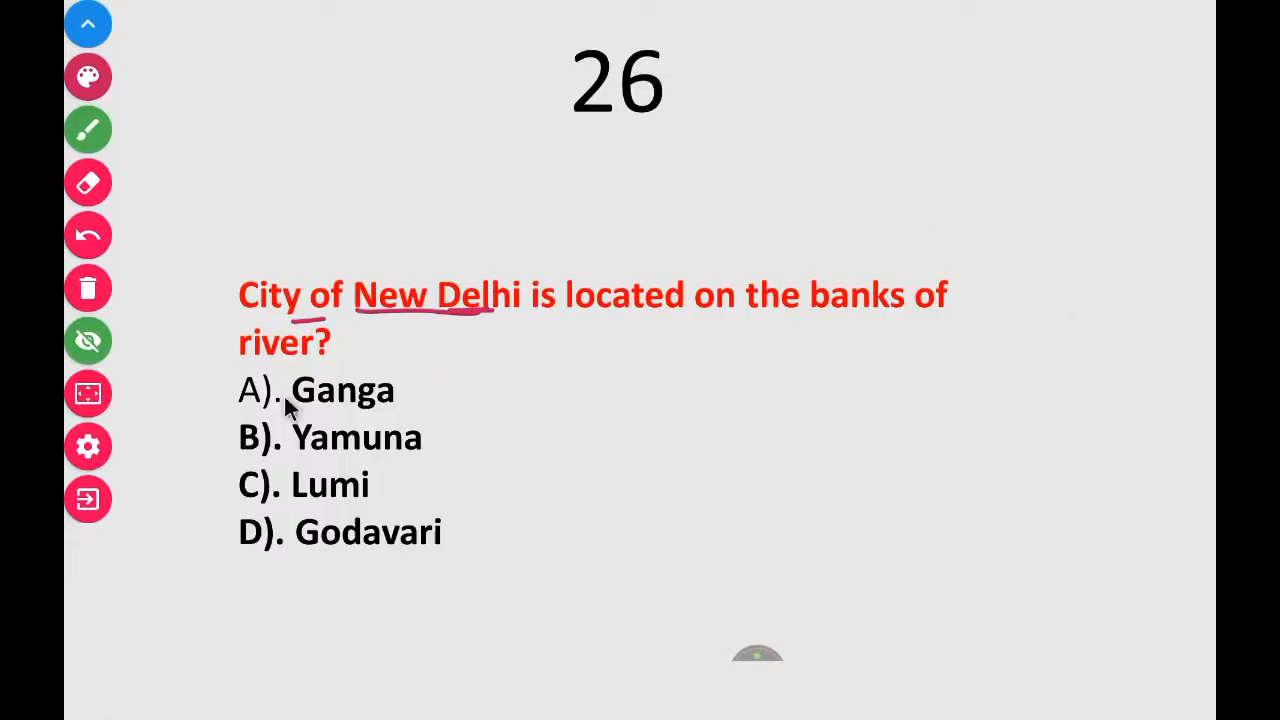 26
City of New Delhi is located on the banks of
river?
A). Ganga
B). Yamuna
C). Lumi
D). Godavari